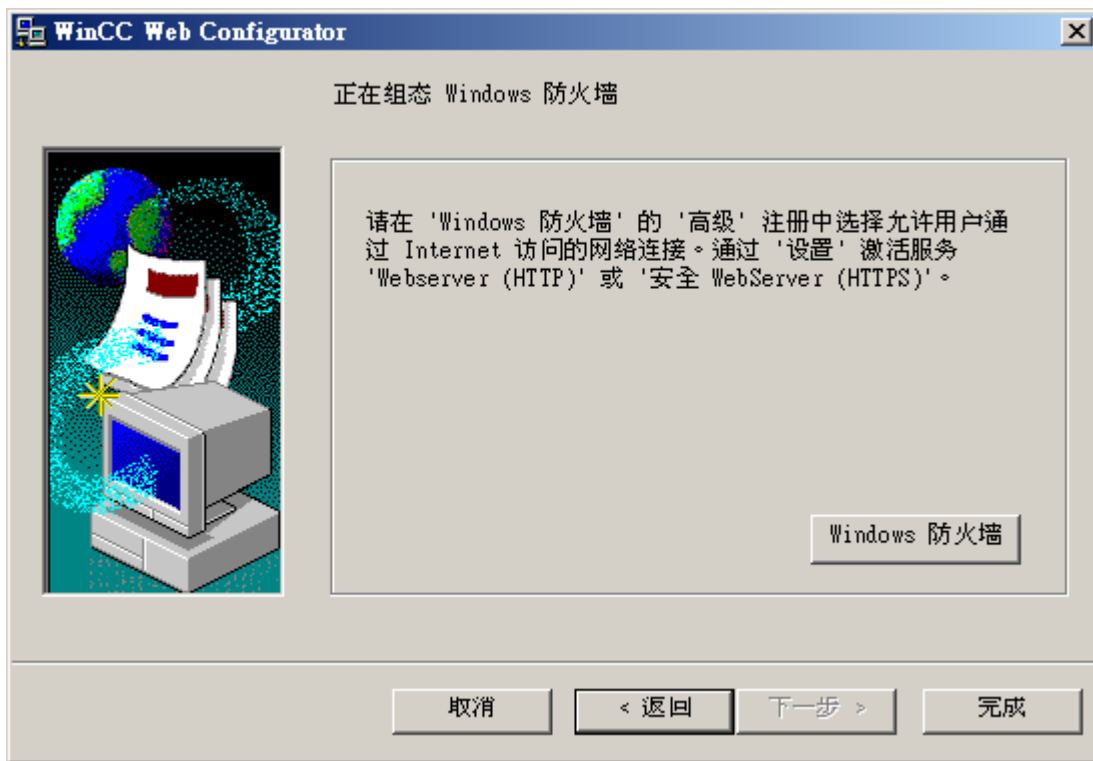 WinCC Web Configurator
正在组态 Windows 防火墙
请在 'Windows 防火墙' 的 '高级' 注册中选择允许用户通
过 Internet 访问的网络连接。通过 '设置' 激活服务
'Webserver (HTTP)' 或 '安全 WebServer (HTTPS)'。
Windows 防火墙
取消
< 返回
下一步 >
完成